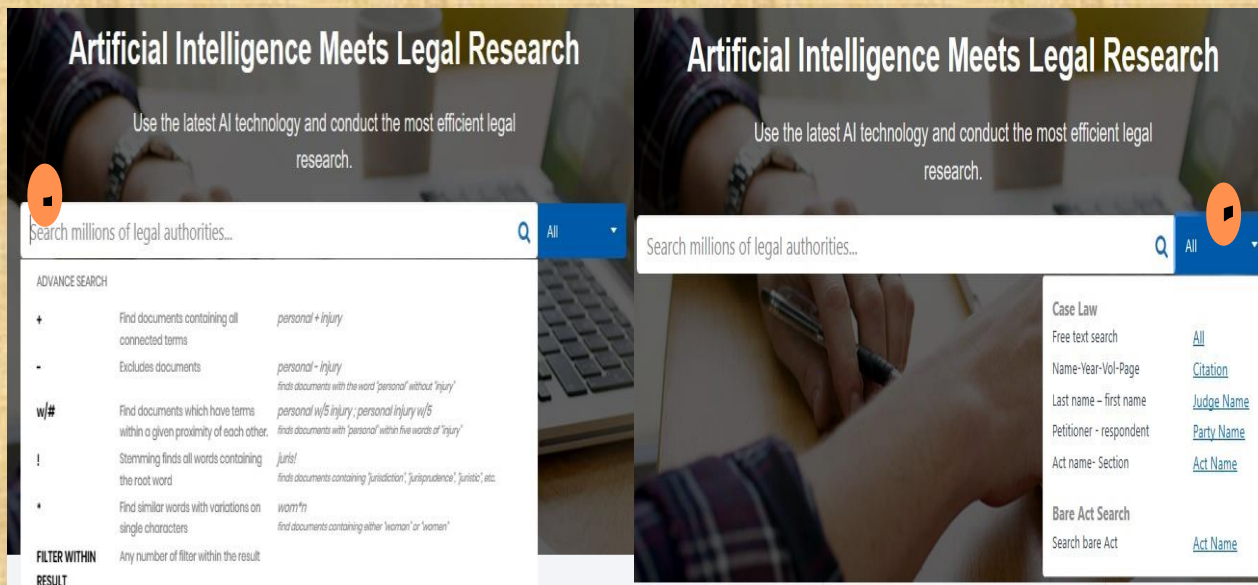 Artificial Intelligence Meets Legal Research
Use the latest AI technology and conduct the most efficient legal
research.
Search millions of legal authorities...
All
ADVANCE SEARCH
+ Find documents containing all personal + injury
connected terms
- Excludes documents personal - injury
finds documents with the word "personal" without "injury"
w/# Find documents which have terms personal w/5 injury ; personal injury w/5
within a given proximity of each other. finds documents with "personal" within five words of "injury"
! Stemming finds all words containing juris!
the root word finds documents containing "jurisdiction", "jurisprudence", "juristic", etc.
* Find similar words with variations on wom*n
single characters find documents containing either "woman" or "women"
FILTER WITHIN Any number of filter within the result
RESULT
Artificial Intelligence Meets Legal Research
Use the latest AI technology and conduct the most efficient legal
research.
Search millions of legal authorities...
All
Case Law
Free text search All
Name-Year-Vol-Page Citation
Last name – first name Judge Name
Petitioner - respondent Party Name
Act name- Section Act Name
Bare Act Search
Search bare Act Act Name